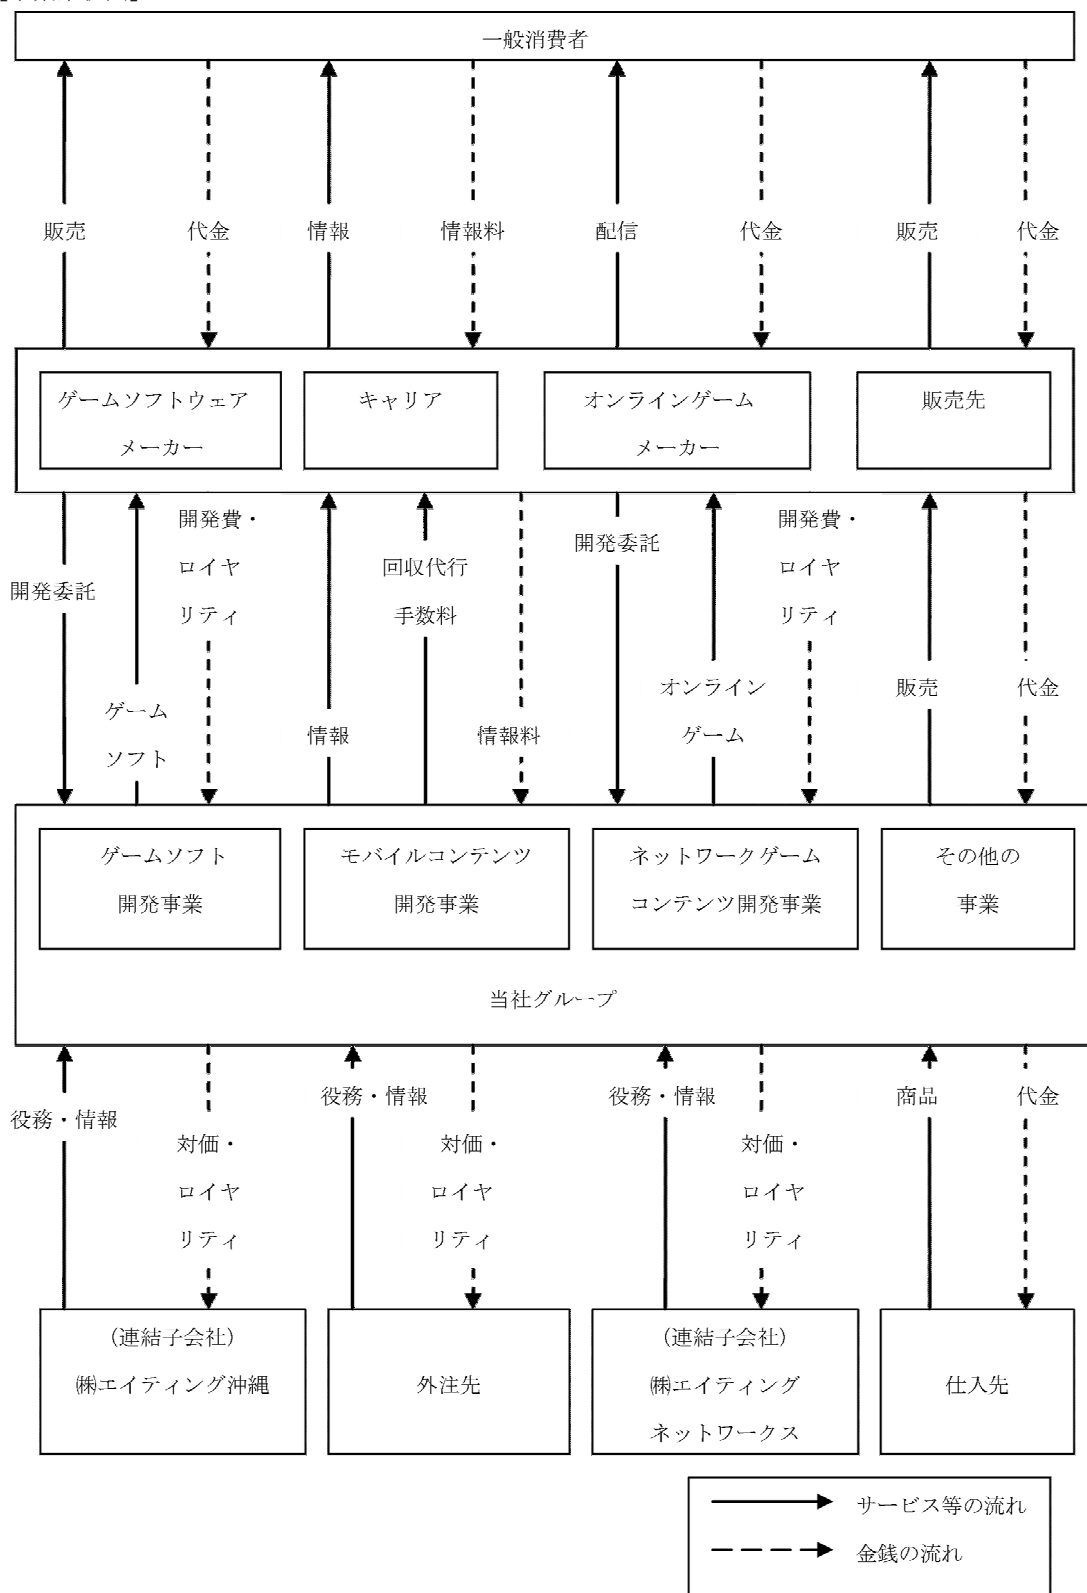 一般消費者
販売
代金
情報
情報料
配信
代金
販売
代金
ゲームソフトウェア
メーカー
キャリア
オンラインゲーム
メーカー
販売先
開発委託
ゲーム
ソフト
開発費・
ロイヤ
リティ
情報
回収代行
手数料
情報料
開発委託
オンライン
ゲーム
開発費・
ロイヤ
リティ
販売
代金
ゲームソフト
開発事業
モバイルコンテンツ
開発事業
ネットワークゲーム
コンテンツ開発事業
その他の
事業
当社グループ
役務・情報
対価・
ロイヤ
リティ
役務・情報
対価・
ロイヤ
リティ
役務・情報
対価・
ロイヤ
リティ
商品
代金
(連結子会社)
㈱エイティング沖縄
外注先
(連結子会社)
㈱エイティング
ネットワークス
仕入先
サービス等の流れ
金銭の流れ